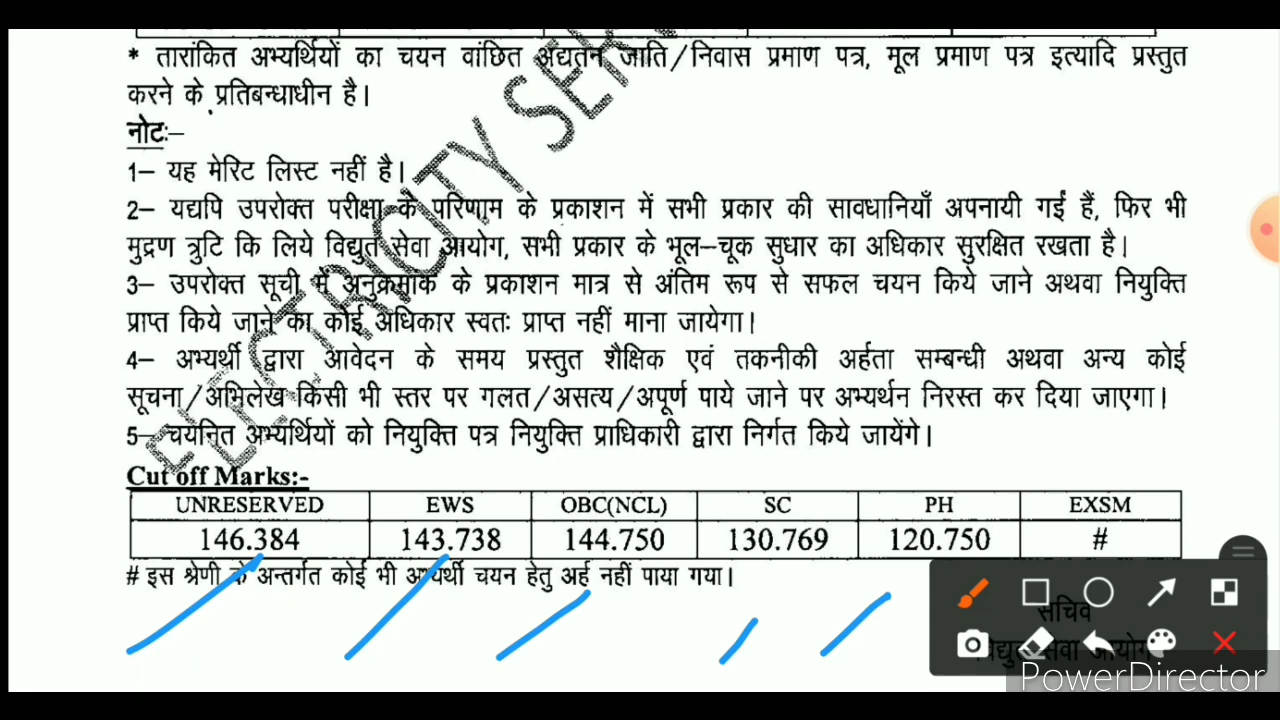 * तारांकित अभ्यर्थियों का चयन वांछित अद्यतन जाति/निवास प्रमाण पत्र, मूल प्रमाण पत्र इत्यादि प्रस्तुत
करने के प्रतिबन्धाधीन है।
नोटः–
1– यह मेरिट लिस्ट नहीं है।
2– यद्यपि उपरोक्त परीक्षा के परिणाम के प्रकाशन में सभी प्रकार की सावधानियाँ अपनायी गईं हैं, फिर भी
मुद्रण त्रुटि कि लिये विद्युत सेवा आयोग, सभी प्रकार के भूल–चूक सुधार का अधिकार सुरक्षित रखता है।
3– उपरोक्त सूची में अनुक्रमांक के प्रकाशन मात्र से अंतिम रूप से सफल चयन किये जाने अथवा नियुक्ति
प्राप्त किये जाने का कोई अधिकार स्वतः प्राप्त नहीं माना जायेगा।
4– अभ्यर्थी द्वारा आवेदन के समय प्रस्तुत शैक्षिक एवं तकनीकी अर्हता सम्बन्धी अथवा अन्य कोई
सूचना/अभिलेख किसी भी स्तर पर गलत/असत्य/अपूर्ण पाये जाने पर अभ्यर्थन निरस्त कर दिया जाएगा।
5– चयनित अभ्यर्थियों को नियुक्ति पत्र नियुक्ति प्राधिकारी द्वारा निर्गत किये जायेंगे।
ELECTRICITY SER
Cut off Marks:-
UNRESERVED EWS OBC(NCL) SC PH EXSM
146.384 143.738 144.750 130.769 120.750 #
# इस श्रेणी के अन्तर्गत कोई भी अभ्यर्थी चयन हेतु अर्ह नहीं पाया गया।
सचिव
विद्युत सेवा आयोग
PowerDirector